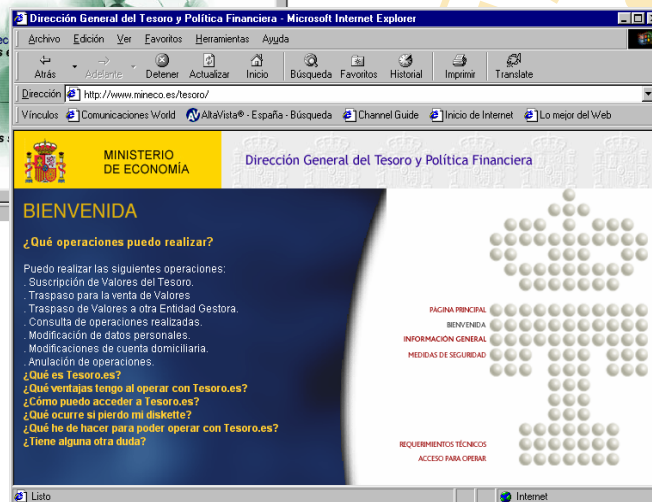 Dirección General del Tesoro y Política Financiera - Microsoft Internet Explorer
Archivo Edición Ver Favoritos Herramientas Ayuda
Atrás Adelante Detener Actualizar Inicio Búsqueda Favoritos Historial Imprimir Translate
Dirección http://www.mineco.es/tesoro/
Vínculos Comunicaciones World AltaVista® - España - Búsqueda Channel Guide Inicio de Internet Lo mejor del Web
MINISTERIO
DE ECONOMÍA
Dirección General del Tesoro y Política Financiera
BIENVENIDA
¿Qué operaciones puedo realizar?
Puedo realizar las siguientes operaciones:
. Suscripción de Valores del Tesoro.
. Traspaso para la venta de Valores
. Traspaso de Valores a otra Entidad Gestora.
. Consulta de operaciones realizadas.
. Modificación de datos personales.
. Modificaciones de cuenta domiciliaria.
. Anulación de operaciones.
¿Qué es Tesoro.es?
¿Qué ventajas tengo al operar con Tesoro.es?
¿Cómo puedo acceder a Tesoro.es?
¿Qué ocurre si pierdo mi diskette?
¿Qué he de hacer para poder operar con Tesoro.es?
¿Tiene alguna otra duda?
PAGINA PRINCIPAL
BIENVENIDA
INFORMACIÓN GENERAL
MEDIDAS DE SEGURIDAD
REQUERIMIENTOS TÉCNICOS
ACCESO PARA OPERAR
Listo
Internet